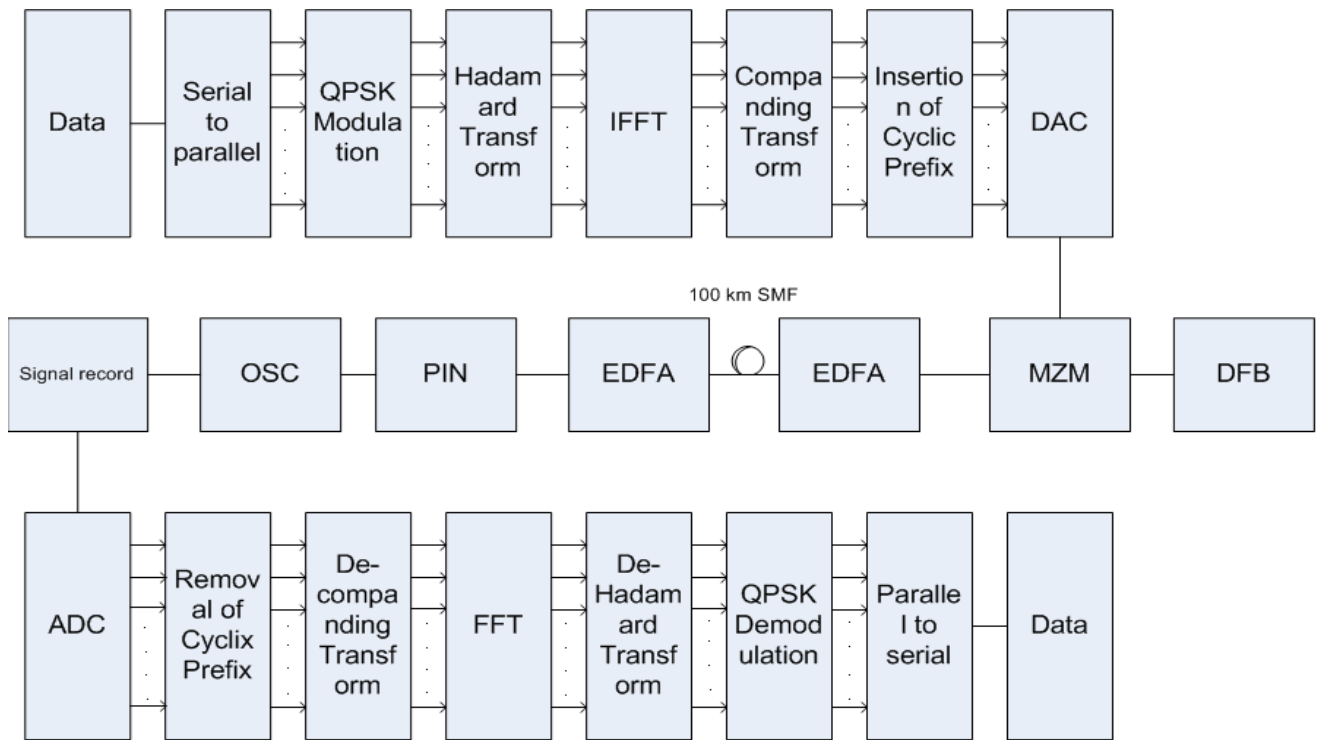 Data
Serial
to
parallel
QPSK
Modula
tion
Hadam
ard
Transf
orm
IFFT
Compa
nding
Transf
orm
Insertio
n of
Cyclic
Prefix
DAC
100 km SMF
Signal record
OSC
PIN
EDFA
EDFA
MZM
DFB
ADC
Remov
al of
Cyclix
Prefix
De-
compa
nding
Transf
orm
FFT
De-
Hadam
ard
Transf
orm
QPSK
Demod
ulation
Paralle
l to
serial
Data